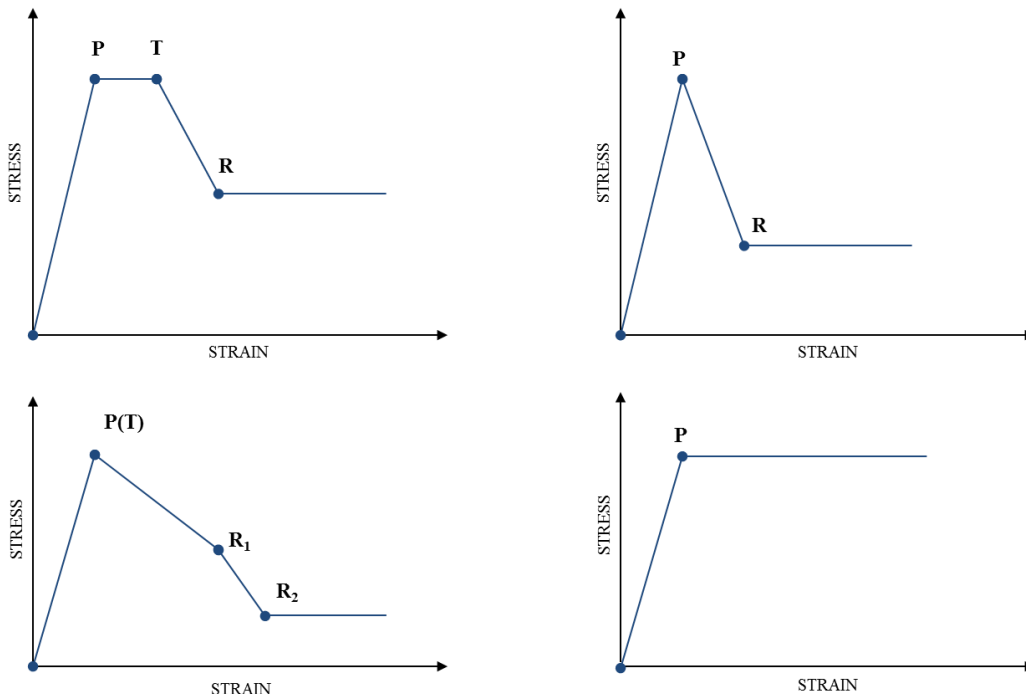 P T
R
STRESS
STRAIN
P
R
STRESS
STRAIN
P(T)
R₁
R₂
STRESS
STRAIN
P
STRESS
STRAIN